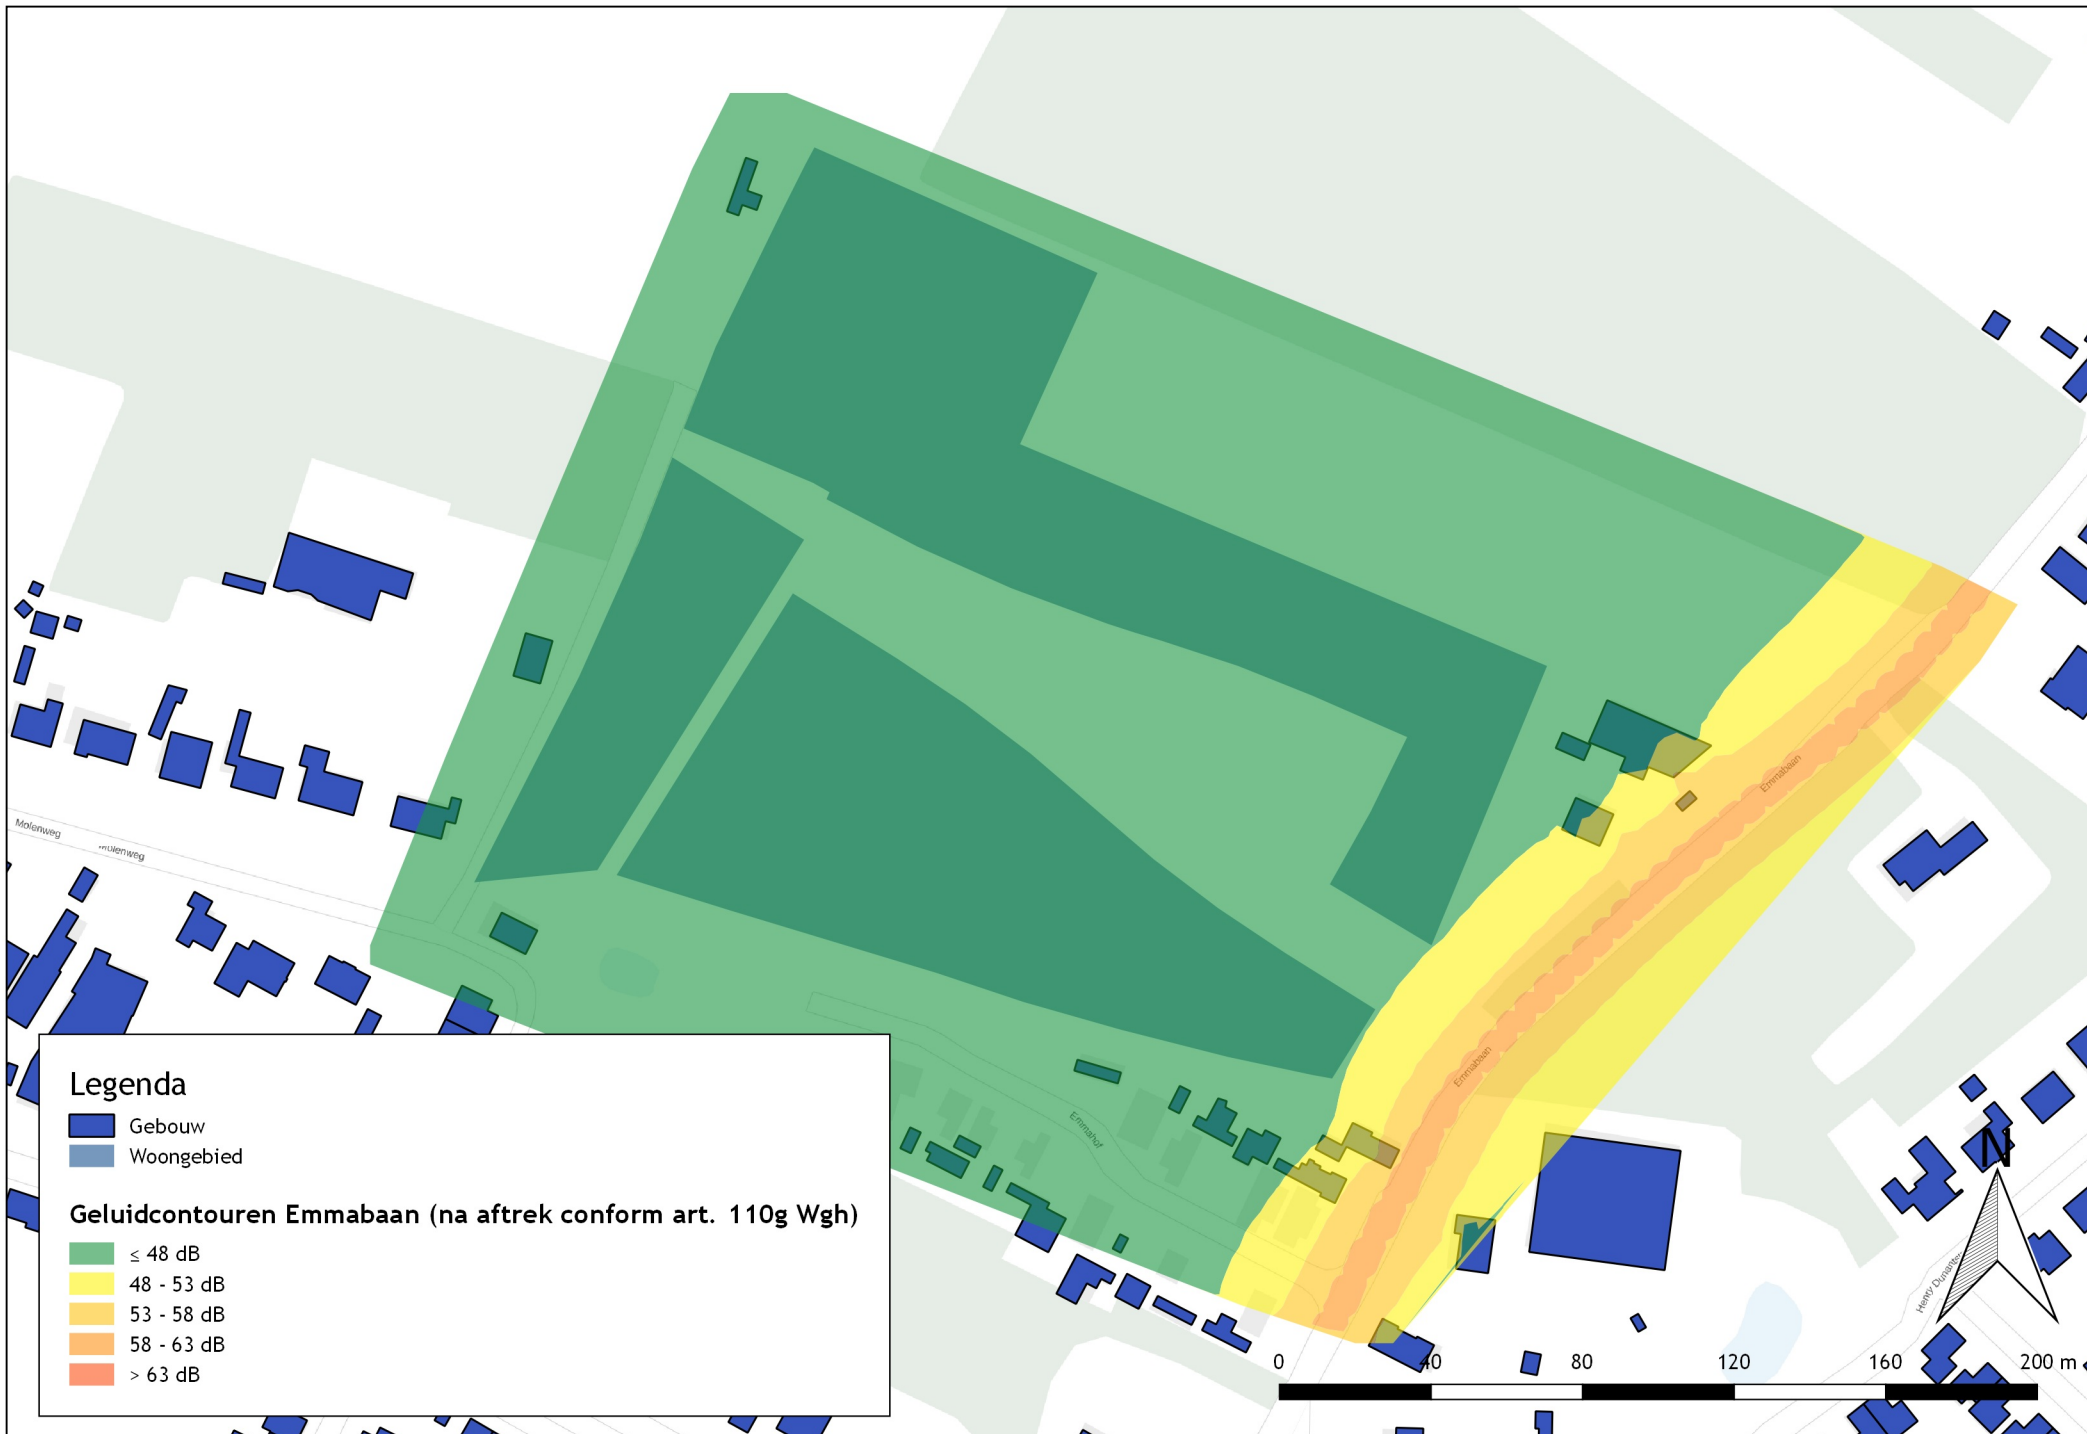 Emmabaan
Molenweg
Molenweg
Emmabaan
Emmahof
Legenda
Gebouw
Woongebied
Geluidcontouren Emmabaan (na aftrek conform art. 110g Wgh)
≤ 48 dB
48 - 53 dB
53 - 58 dB
58 - 63 dB
> 63 dB
N
0 40 80 120 160 200 m